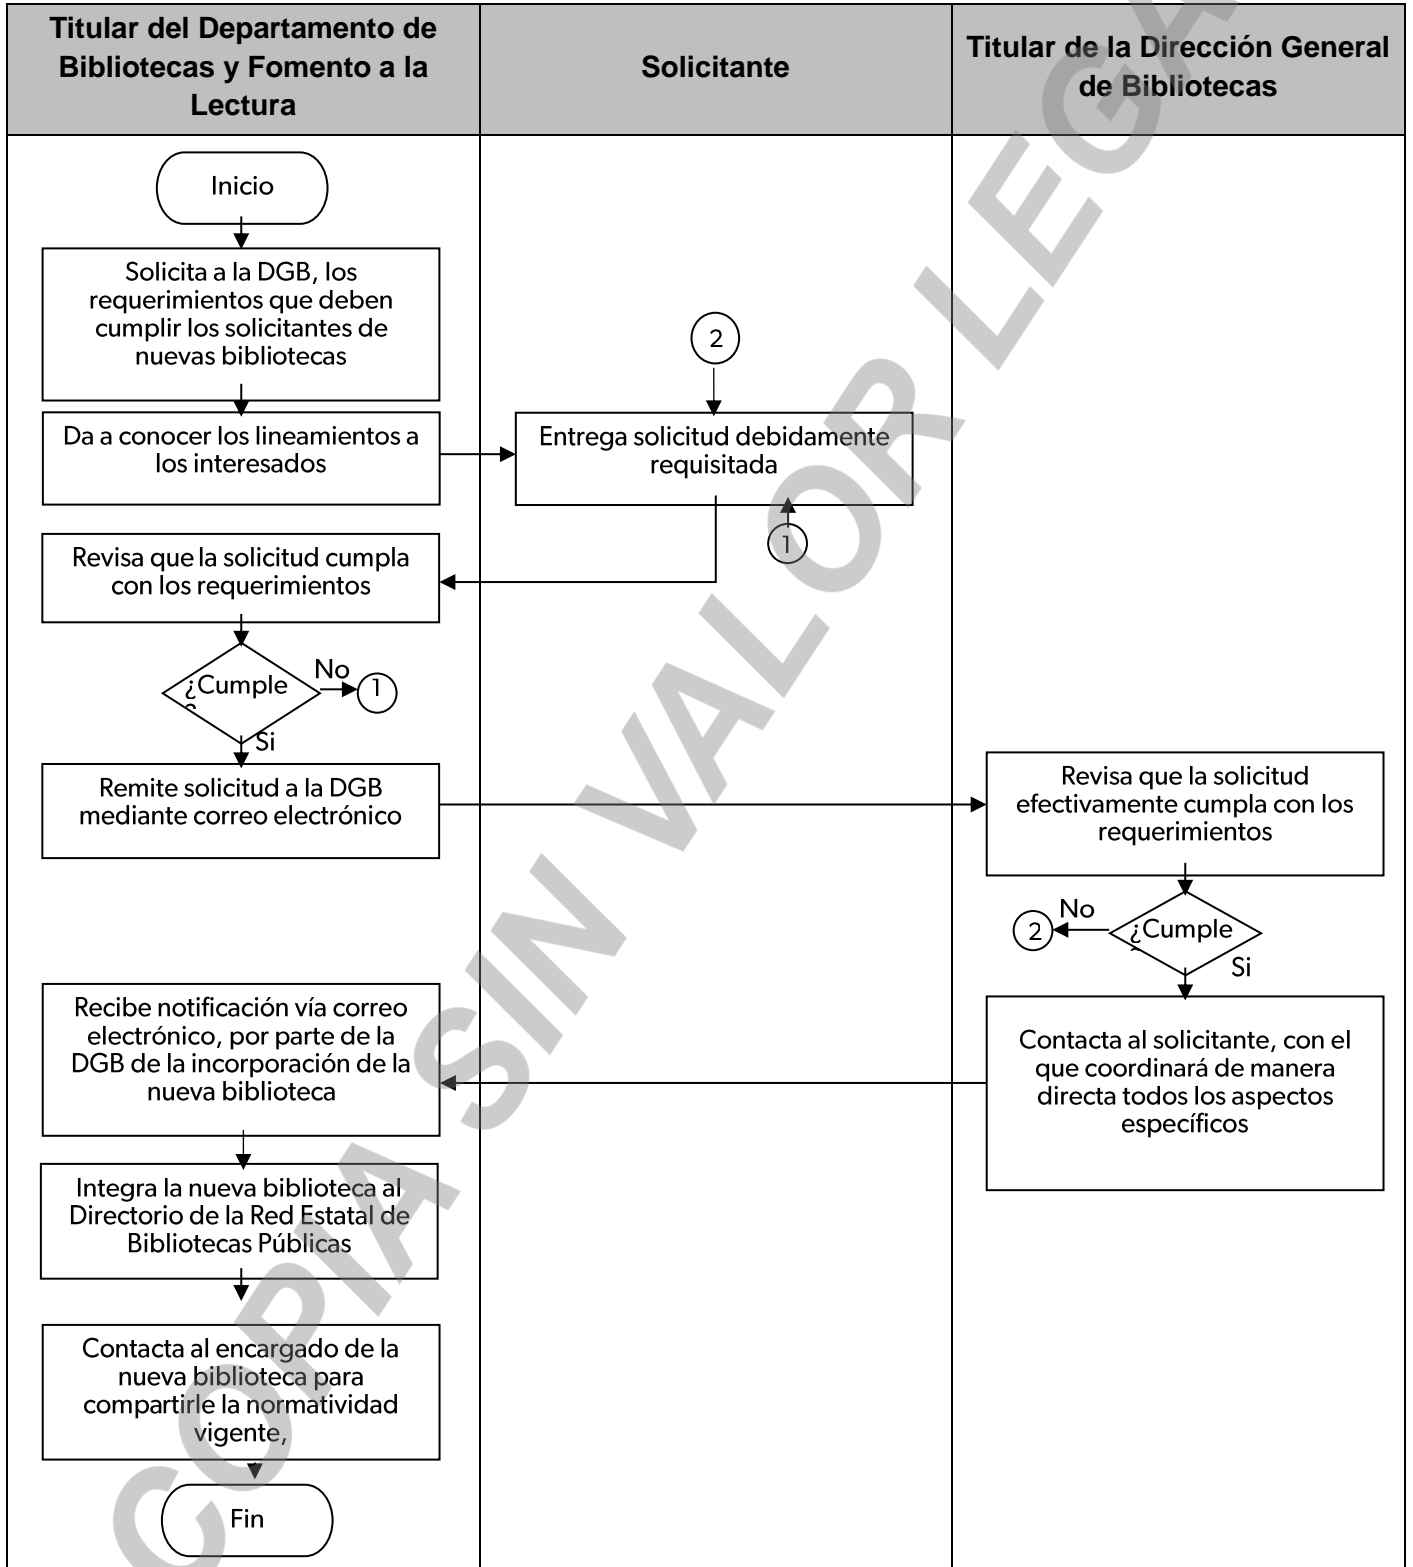 Titular del Departamento de
Bibliotecas y Fomento a la
Lectura
Solicitante
Titular de la Dirección General
de Bibliotecas
Inicio
Solicita a la DGB, los
requerimientos que deben
cumplir los solicitantes de
nuevas bibliotecas
2
Da a conocer los lineamientos a
los interesados
Entrega solicitud debidamente
requisitada
1
Revisa que la solicitud cumpla
con los requerimientos
¿Cumple
No
1
Si
Remite solicitud a la DGB
mediante correo electrónico
Revisa que la solicitud
efectivamente cumpla con los
requerimientos
2
No
¿Cumple
Si
Recibe notificación vía correo
electrónico, por parte de la
DGB de la incorporación de la
nueva biblioteca
Contacta al solicitante, con el
que coordinará de manera
directa todos los aspectos
específicos
Integra la nueva biblioteca al
Directorio de la Red Estatal de
Bibliotecas Públicas
Contacta al encargado de la
nueva biblioteca para
compartirle la normatividad
vigente,
Fin
COPIA SIN VALOR LEGA